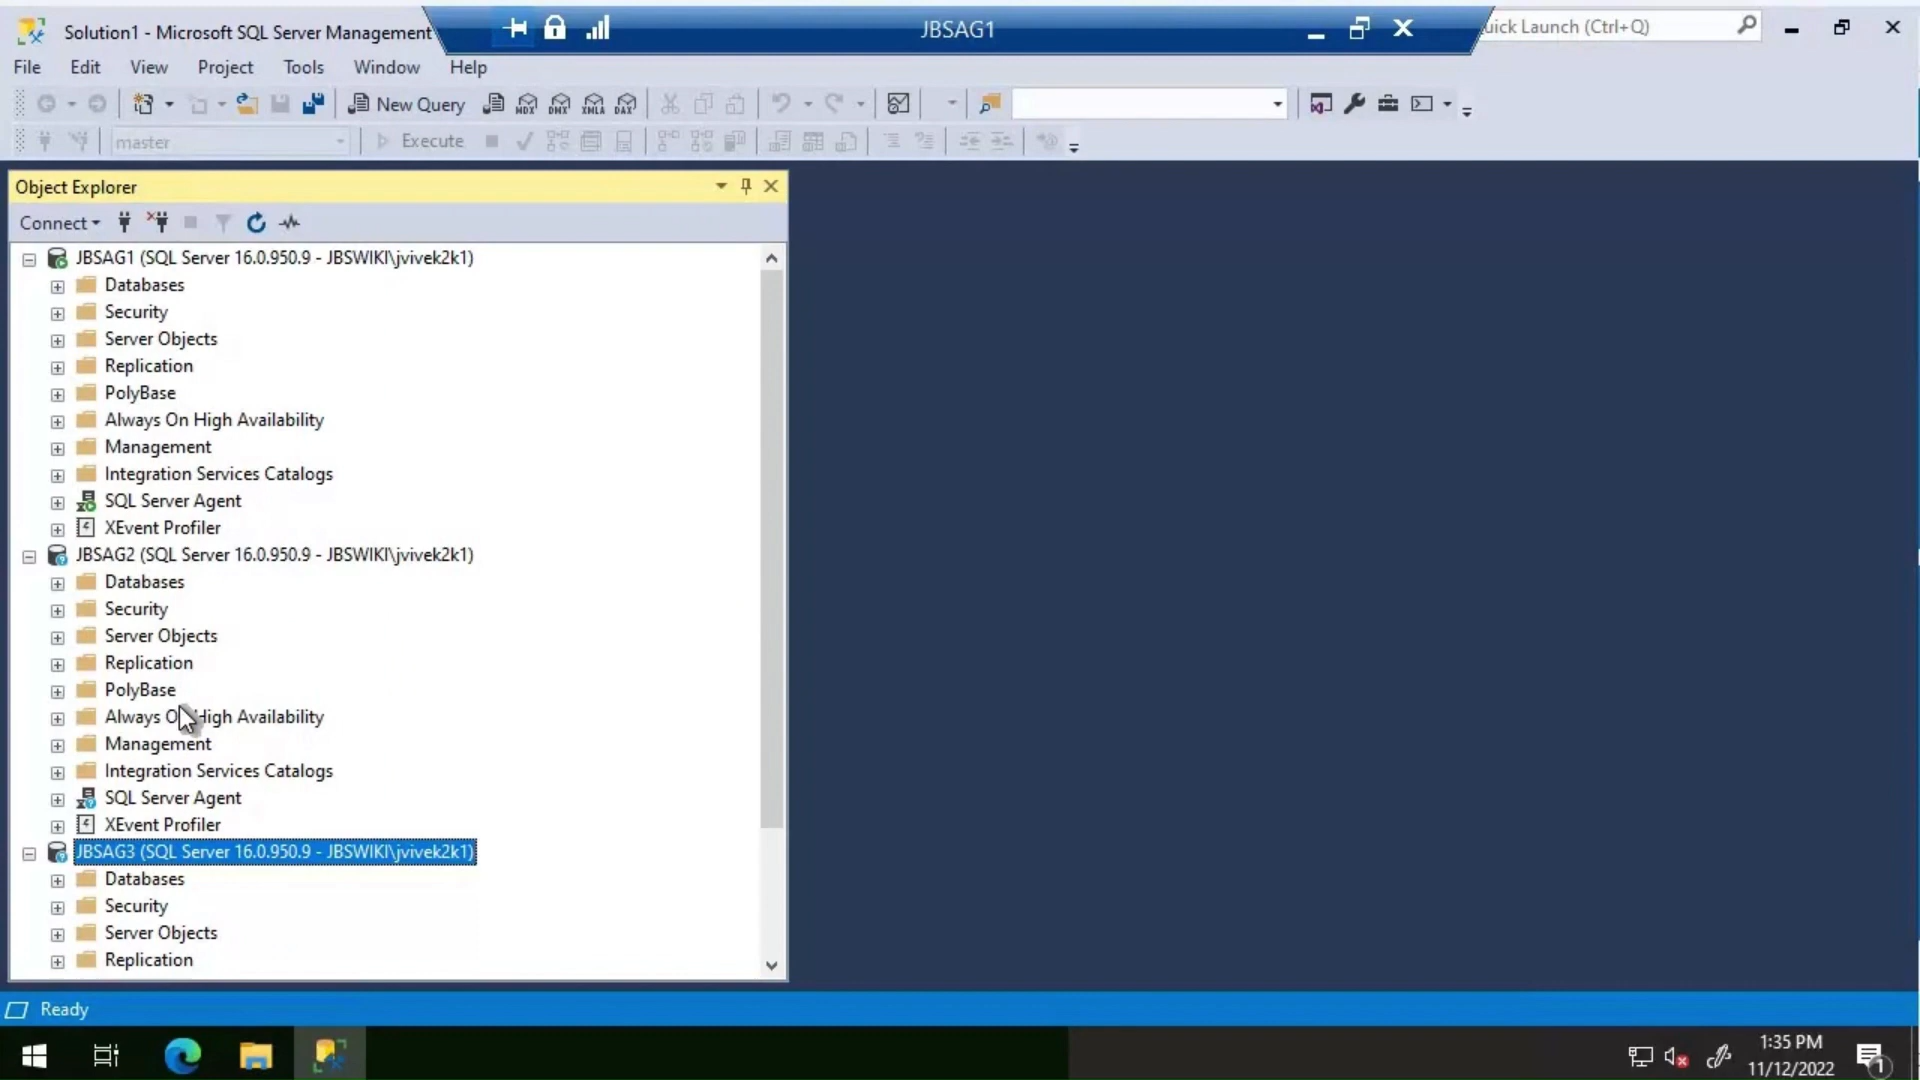 Solution1 - Microsoft SQL Server Management
JBSAG1
uick Launch (Ctrl+Q)
File Edit View Project Tools Window Help
New Query MDX DMX XMLA DAX
master Execute
Object Explorer
Connect
JBSAG1 (SQL Server 16.0.950.9 - JBSWIKI\jvivek2k1)
Databases
Security
Server Objects
Replication
PolyBase
Always On High Availability
Management
Integration Services Catalogs
SQL Server Agent
XEvent Profiler
JBSAG2 (SQL Server 16.0.950.9 - JBSWIKI\jvivek2k1)
Databases
Security
Server Objects
Replication
PolyBase
Always O High Availability
Management
Integration Services Catalogs
SQL Server Agent
XEvent Profiler
JBSAG3 (SQL Server 16.0.950.9 - JBSWIKI\jvivek2k1)
Databases
Security
Server Objects
Replication
Ready
1:35 PM
11/12/2022
1